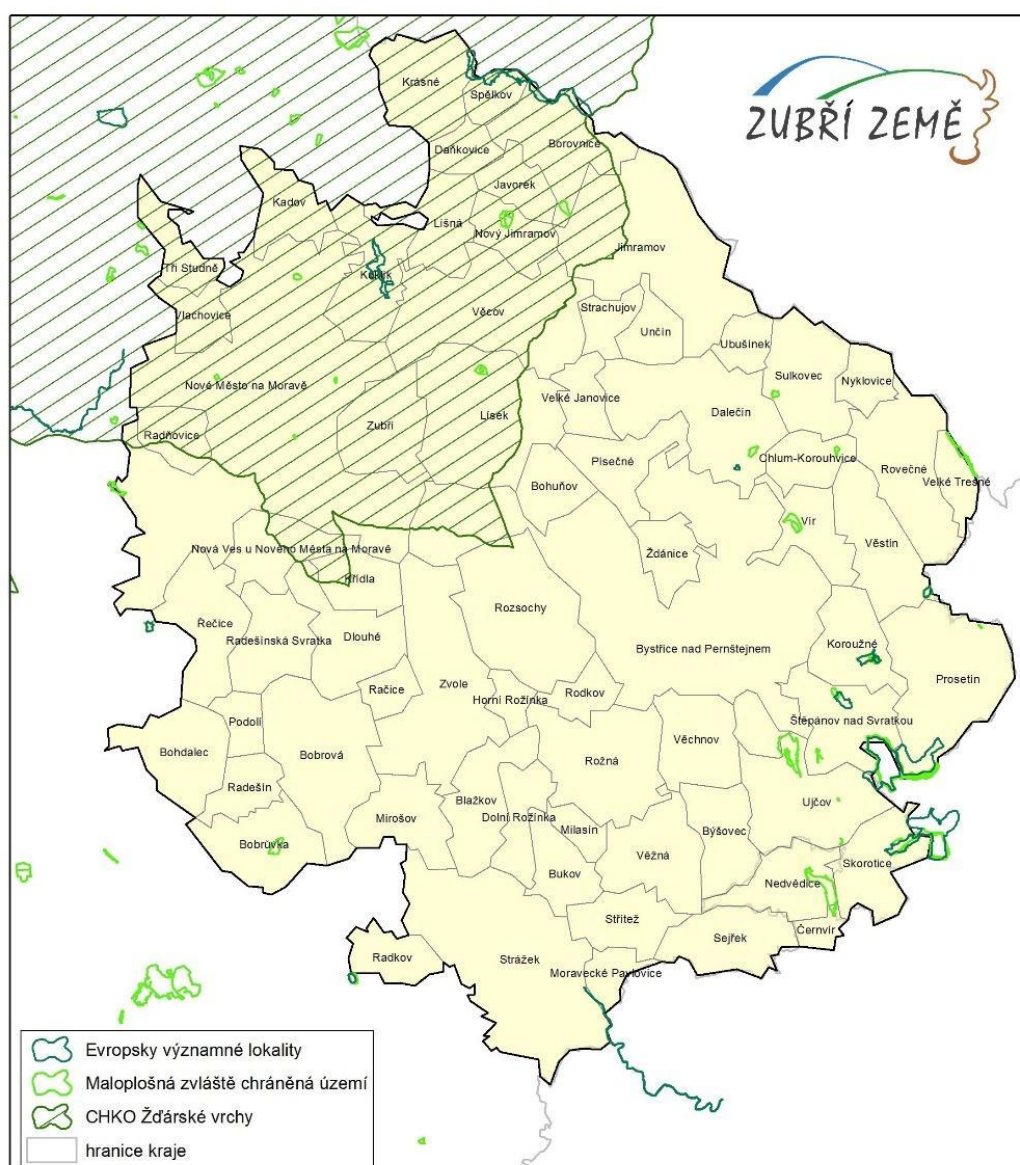 ZUBŘÍ ZEMĚ
Krásné
Spělkov
Daňkovice
Borovnice
Javorek
Kadov
Lišná
Nový Jimramov
Jimramov
Tři Studně
Kuklík
Vlachovice
Věcov
Strachujov
Unčín
Ubušínek
Sulkovec
Nyklovice
Nové Město na Moravě
Velké Janovice
Dalečín
Zubří
Lísek
Radňovice
Písečné
Chlum-Korouhvice
Rovečné
Velké Tresné
Bohuňov
Vír
Věstín
Nová Ves u Nového Města na Moravě
Ždánice
Křídla
Rozsochy
Řečice
Radešínská Svratka
Dlouhé
Bystřice nad Pernštejnem
Koroužné
Prosetín
Zvole
Račice
Horní Rožínka
Rodkov
Podolí
Štěpánov nad Svratkou
Bohdalec
Bobrová
Věchnov
Rožná
Radešín
Blažkov
Ujčov
Mirošov
Dolní Rožínka
Milasín
Býšovec
Bobrůvka
Věžná
Skorotice
Bukov
Nedvědice
Střítež
Černvír
Sejřek
Radkov
Strážek
Moravecké Pavlovice
Evropsky významné lokality
Maloplošná zvláště chráněná území
CHKO Žďárské vrchy
hranice kraje